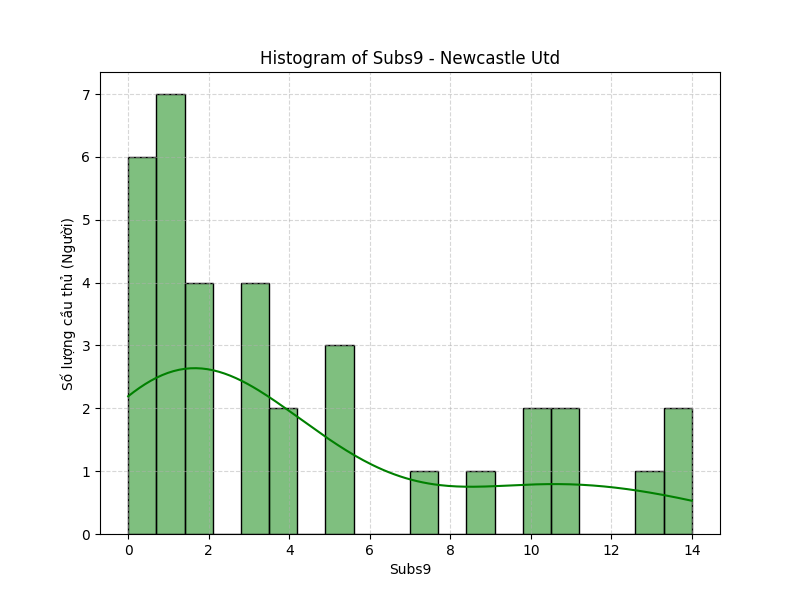 Histogram of Subs9 - Newcastle Utd
Số lượng cầu thủ (Người)
7
6
5
4
3
2
1
0
0 2 4 6 8 10 12 14
Subs9